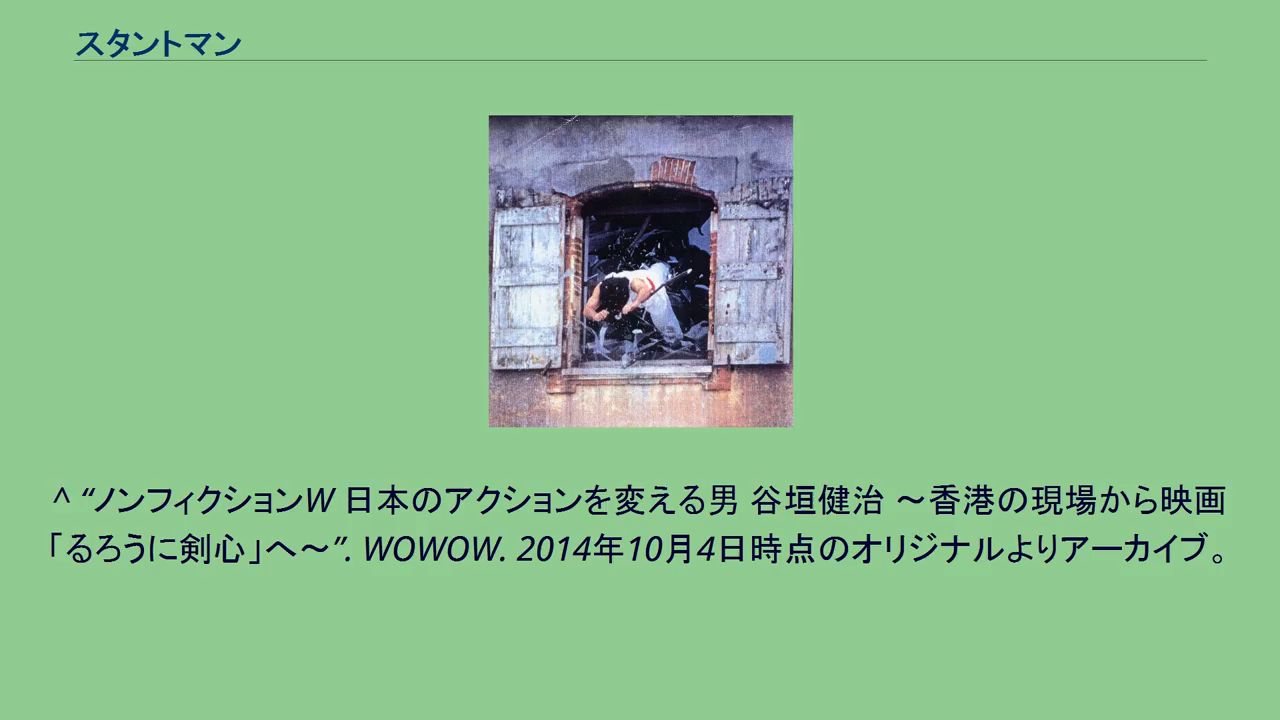 スタントマン
^ “ノンフィクションW 日本のアクションを変える男 谷垣健治 ～香港の現場から映画
「るろうに剣心」へ～”. WOWOW. 2014年10月4日時点のオリジナルよりアーカイブ。